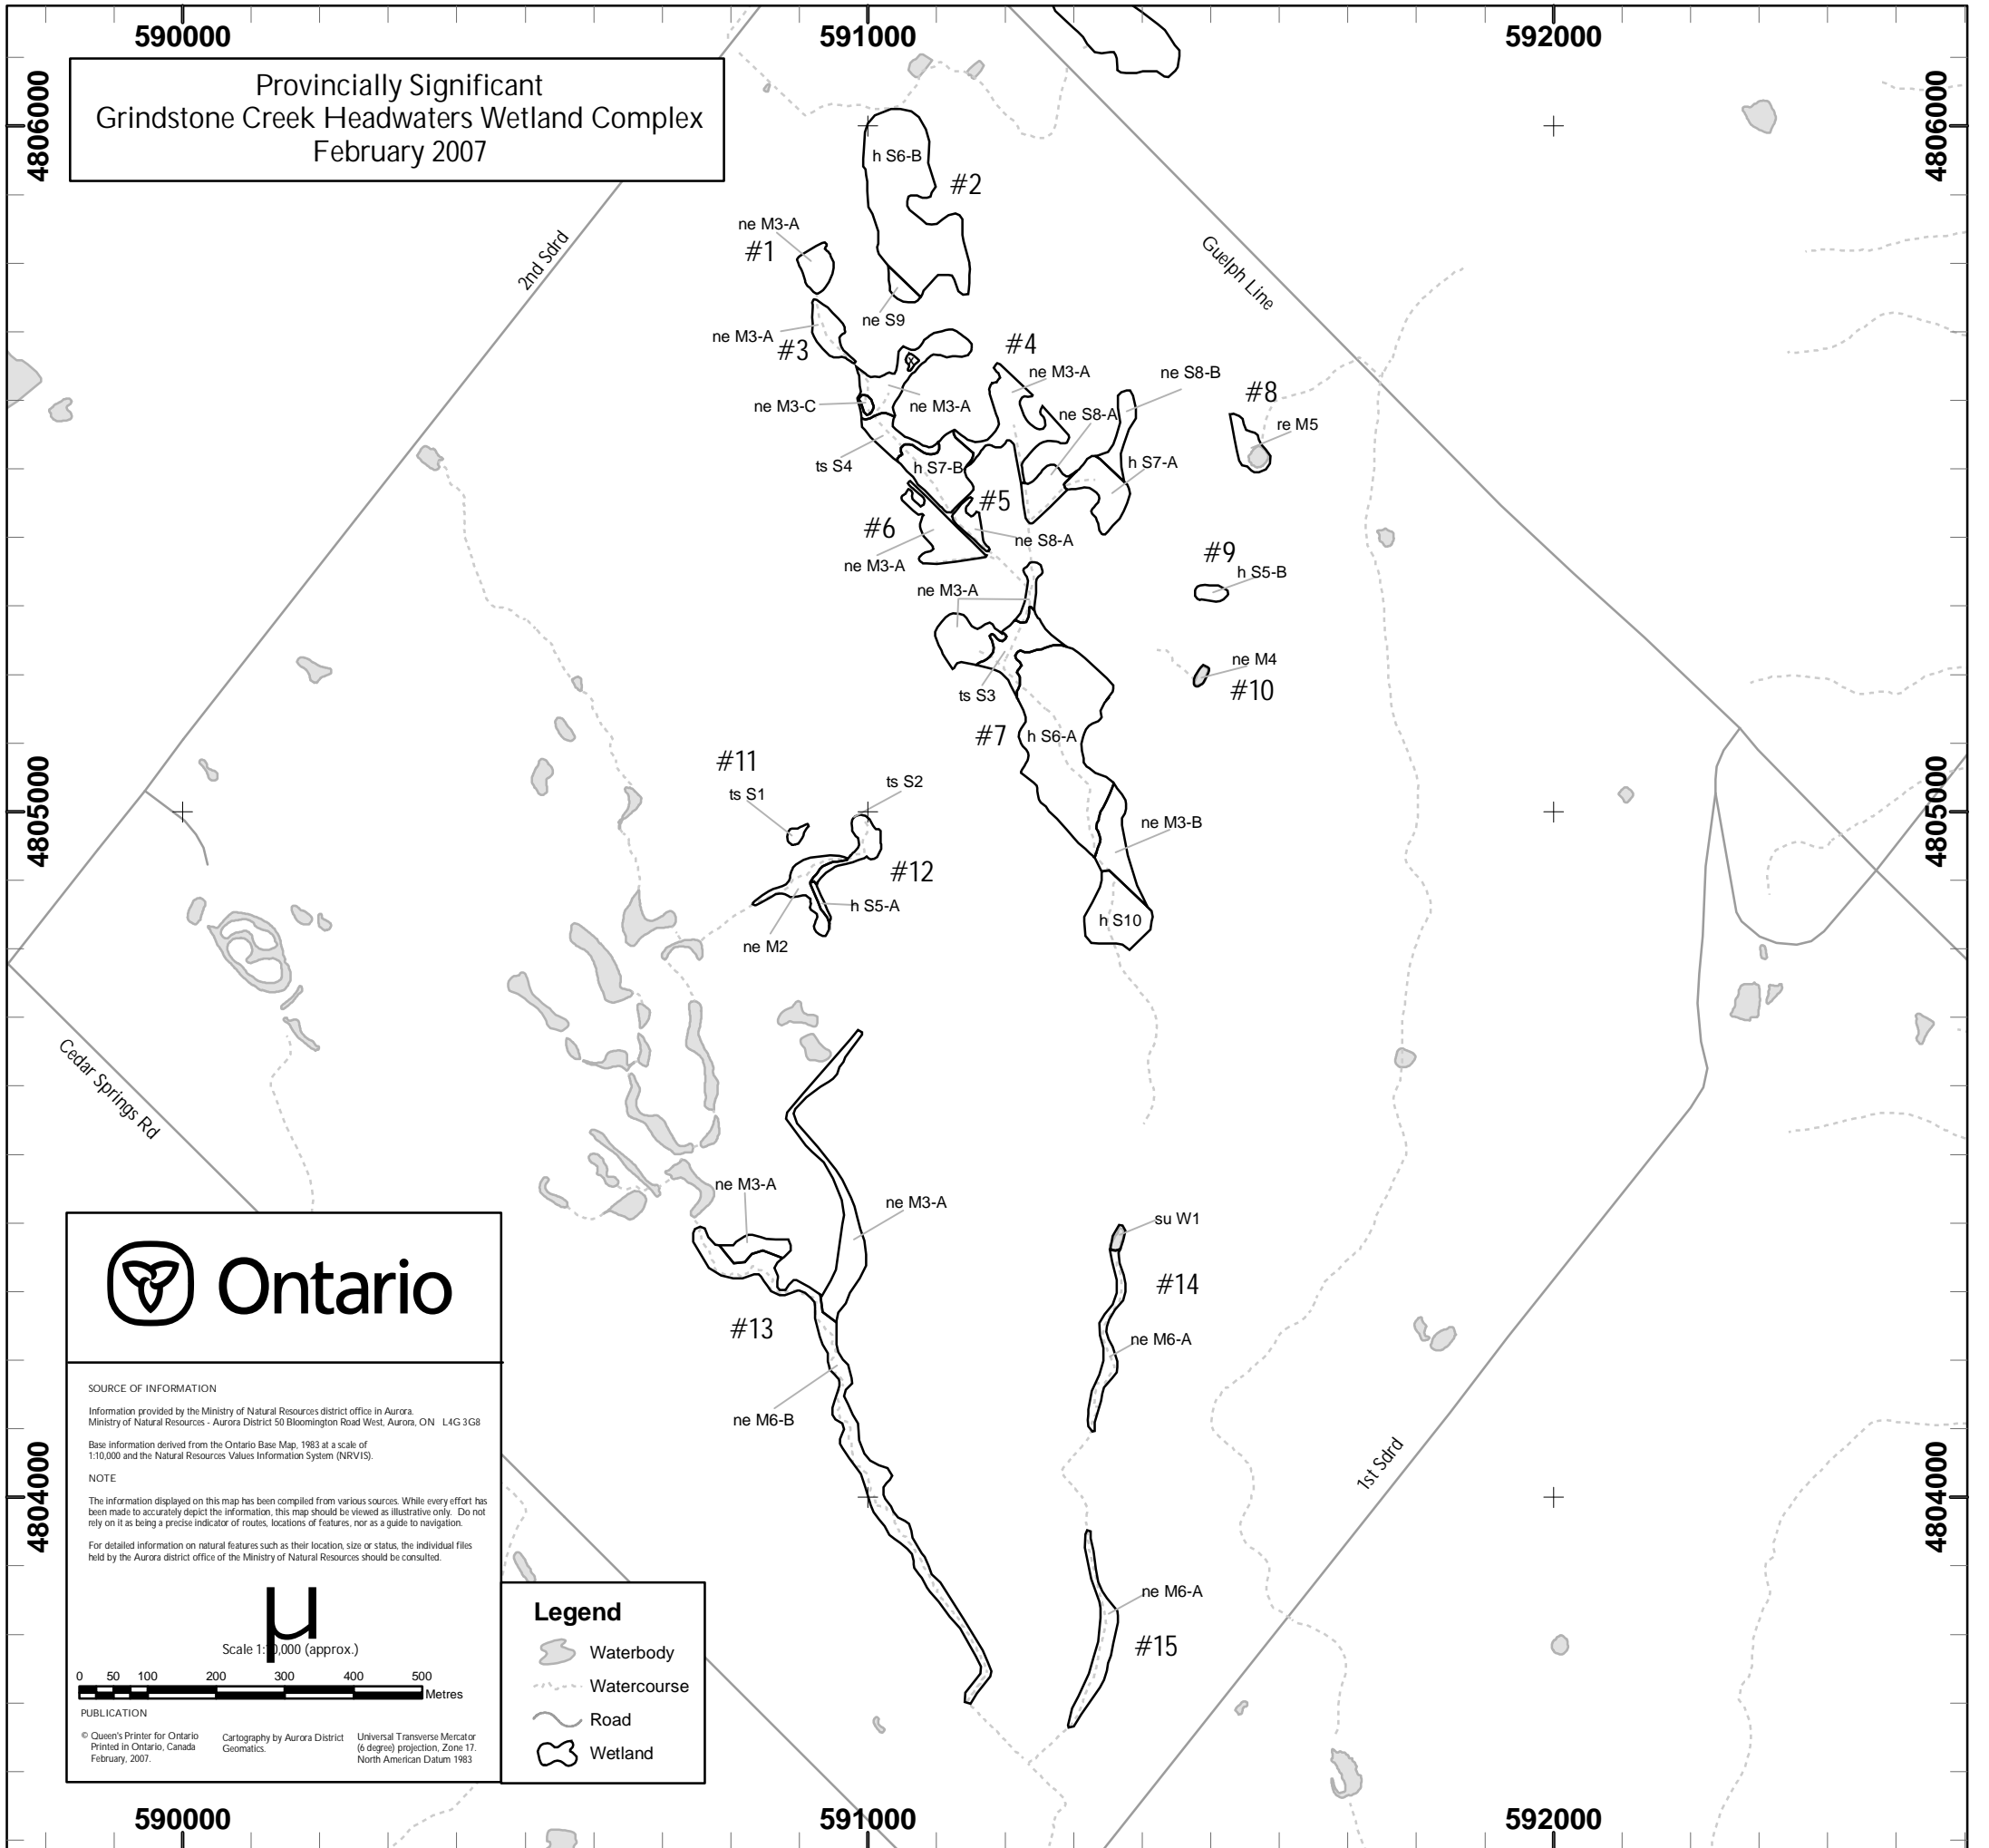 590000
591000
592000
4806000
4806000
Provincially Significant
Grindstone Creek Headwaters Wetland Complex
February 2007
2nd Sdrd
Guelph Line
h S6-B
#2
ne M3-A
#1
ne S9
ne M3-A
#3
#4
ne M3-A
ne S8-B
#8
ne M3-C
ne M3-A
ne S8-A
re M5
ts S4
h S7-B
h S7-A
#5
#6
ne S8-A
ne M3-A
#9
h S5-B
ne M3-A
ne M4
#10
ts S3
#7
h S6-A
#11
ts S1
ts S2
4805000
4805000
ne M3-B
#12
h S5-A
h S10
ne M2
Cedar Springs Rd
ne M3-A
ne M3-A
su W1
#14
#13
ne M6-A
ne M6-B
1st Sdrd
4804000
4804000
ne M6-A
#15
Ontario
SOURCE OF INFORMATION
Information provided by the Ministry of Natural Resources district office in Aurora.
Ministry of Natural Resources - Aurora District 50 Bloomington Road West, Aurora, ON L4G 3G8
Base information derived from the Ontario Base Map, 1983 at a scale of
1:10,000 and the Natural Resources Values Information System (NRVIS).
NOTE
The information displayed on this map has been compiled from various sources. While every effort has
been made to accurately depict the information, this map should be viewed as illustrative only. Do not
rely on it as being a precise indicator of routes, locations of features, nor as a guide to navigation.
For detailed information on natural features such as their location, size or status, the individual files
held by the Aurora district office of the Ministry of Natural Resources should be consulted.
µ
Scale 1:10,000 (approx.)
0 50 100 200 300 400 500
Metres
PUBLICATION
© Queen's Printer for Ontario
Printed in Ontario, Canada
February, 2007.
Cartography by Aurora District
Geomatics.
Universal Transverse Mercator
(6 degree) projection, Zone 17.
North American Datum 1983
Legend
Waterbody
Watercourse
Road
Wetland
590000
591000
592000